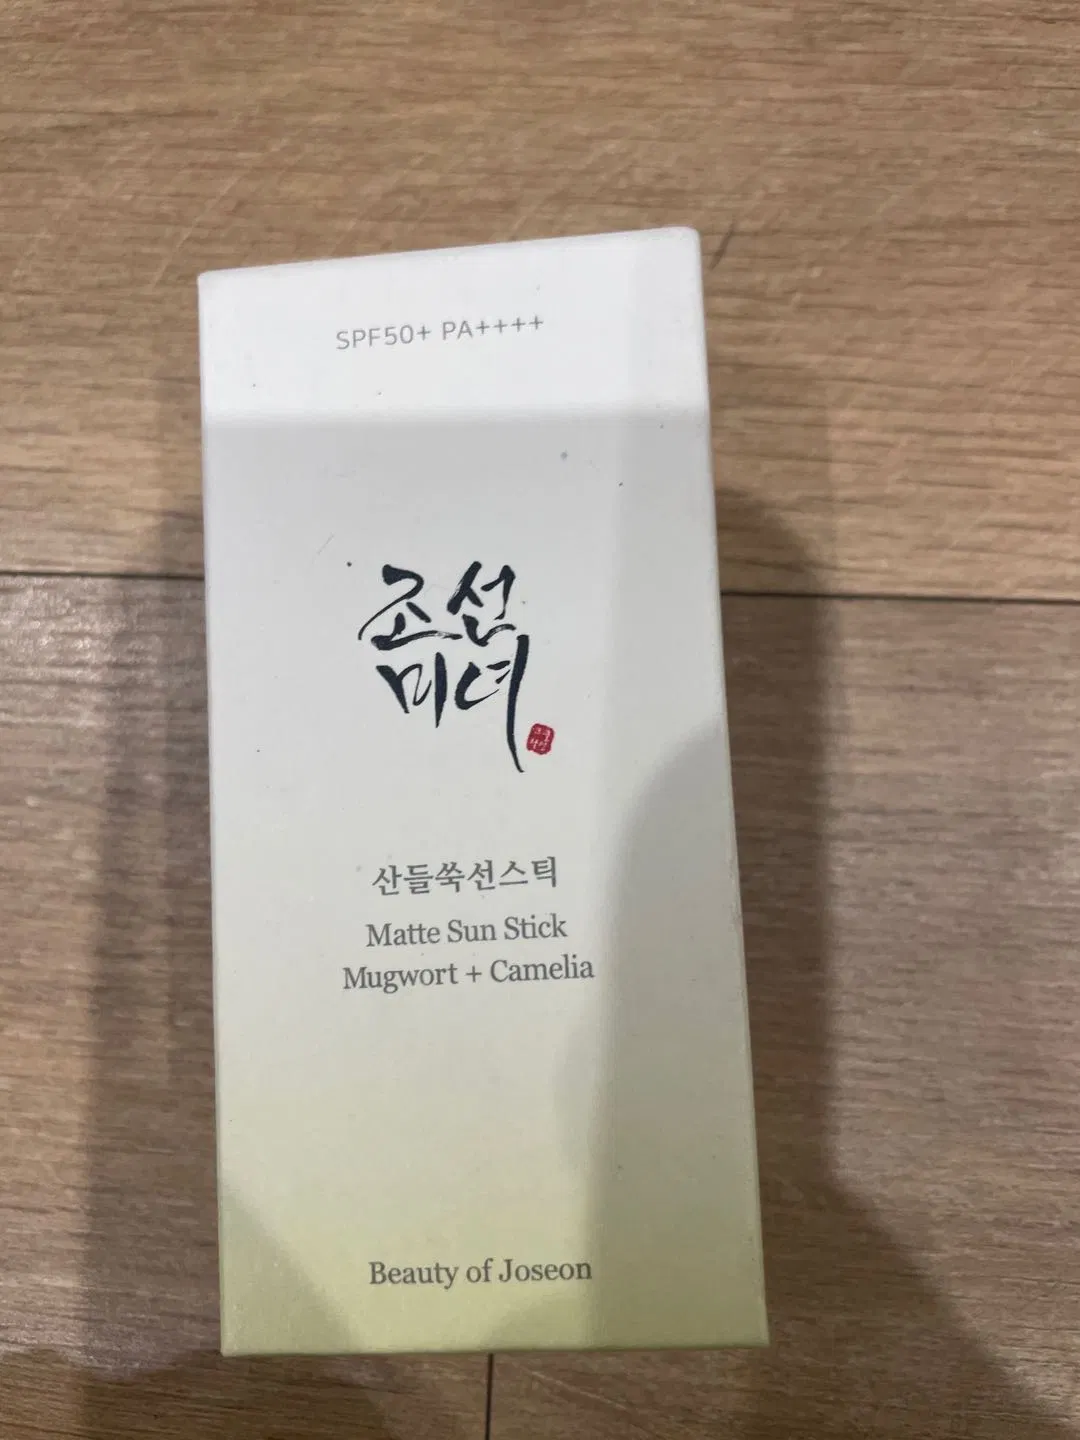 SPF50+ PA++++
조선
미녀
산들쑥선스틱
Matte Sun Stick
Mugwort + Camelia
Beauty of Joseon